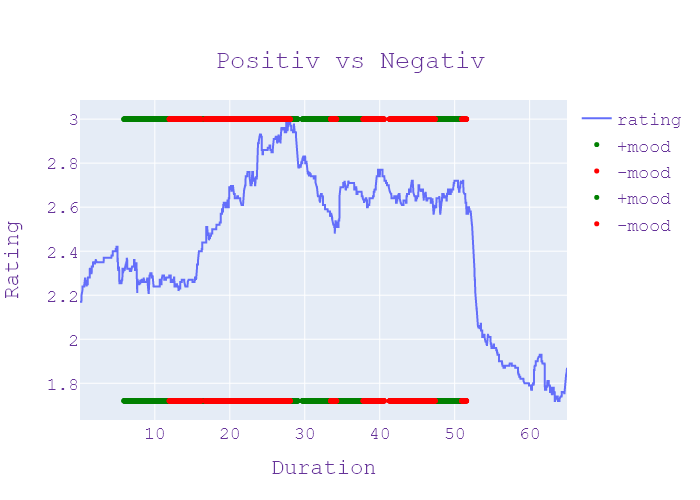 Positiv vs Negativ
Rating
3
2.8
2.6
2.4
2.2
2
1.8
10 20 30 40 50 60
Duration
rating
+mood
-mood
+mood
-mood